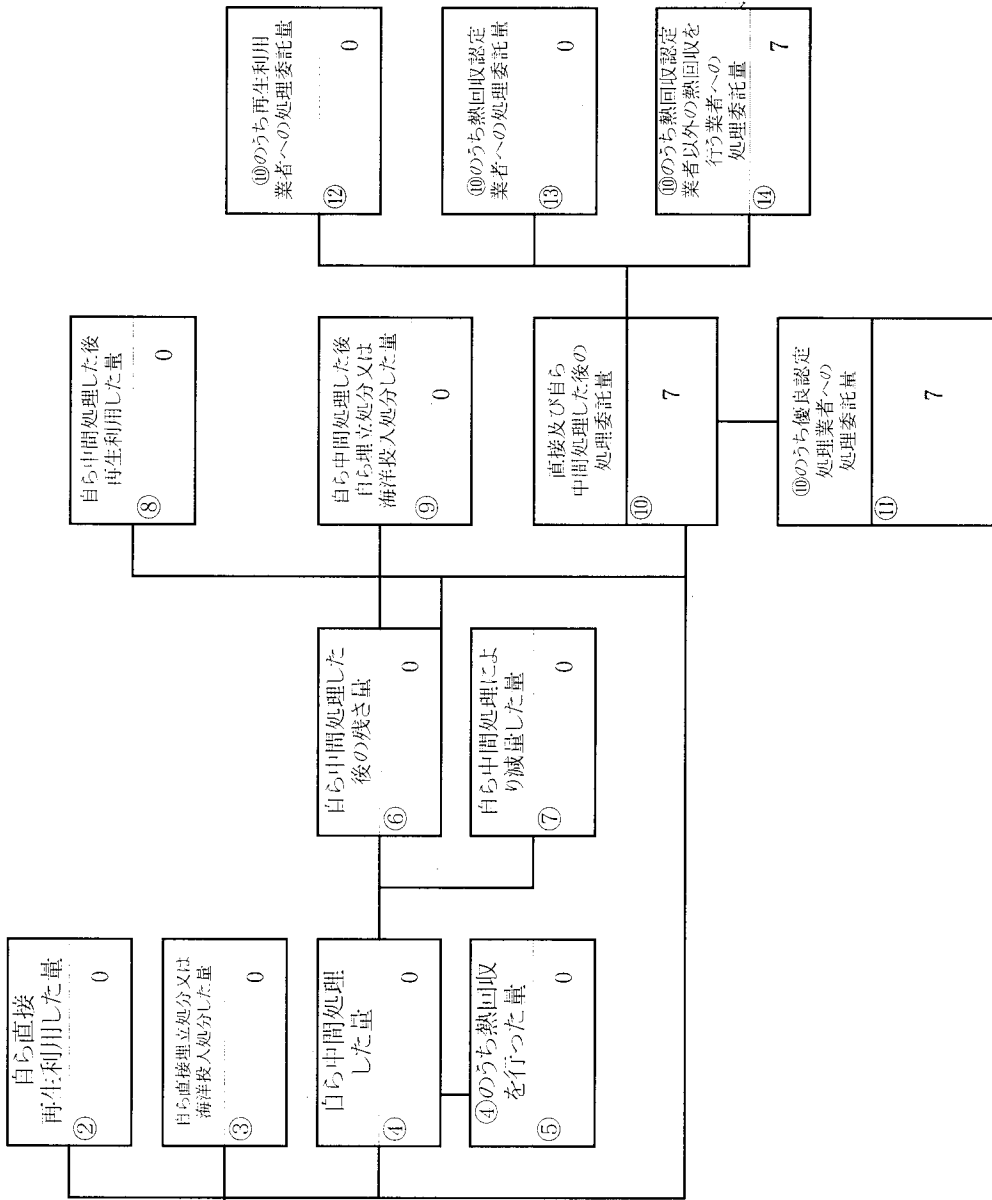 自ら直接
再生利用した量
② 0
自ら直接埋立処分又は
海洋投入処分した量
③ 0
自ら中間処理
した量
④ 0
④のうち熱回収
を行った量
⑤ 0
自ら中間処理した
後の残さ量
⑥ 0
自ら中間処理によ
り減量した量
⑦ 0
自ら中間処理した後
再生利用した量
⑧ 0
自ら中間処理した後
自ら埋立処分又は
海洋投入処分した量
⑨ 0
直接及び自ら
中間処理した後の
処理委託量
⑩ 7
⑩のうち優良認定
処理業者への
処理委託量
⑪ 7
⑩のうち再生利用
業者への処理委託量
⑫ 0
⑩のうち熱回収認定
業者への処理委託量
⑬ 0
⑩のうち熱回収認定
業者以外の熱回収を
行う業者への
処理委託量
⑭ 7